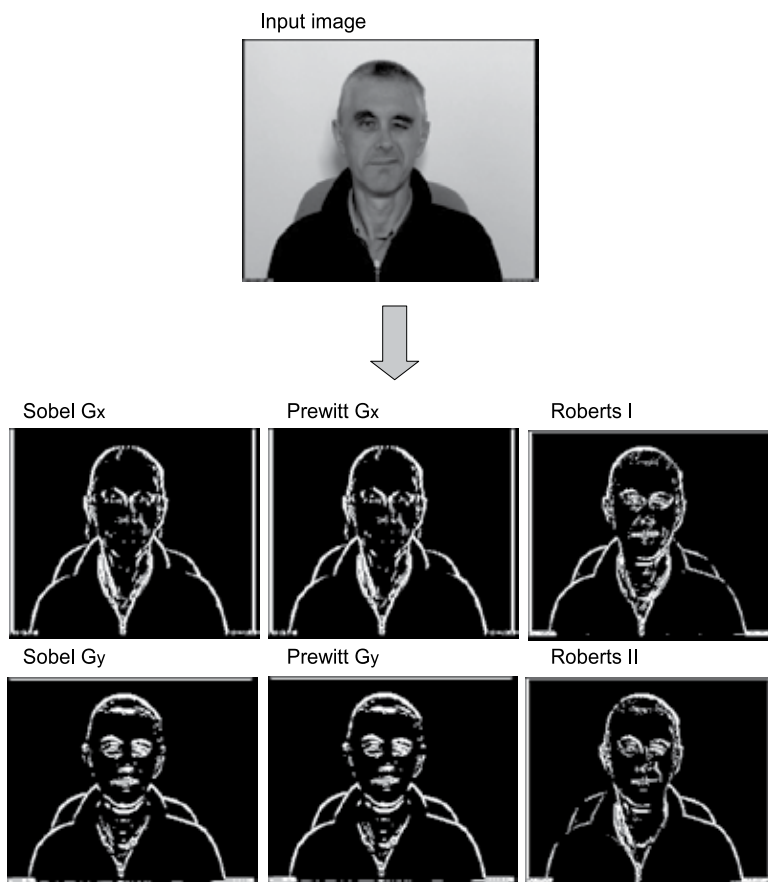 Input image
Sobel Gx
Prewitt Gx
Roberts I
Sobel Gy
Prewitt Gy
Roberts II